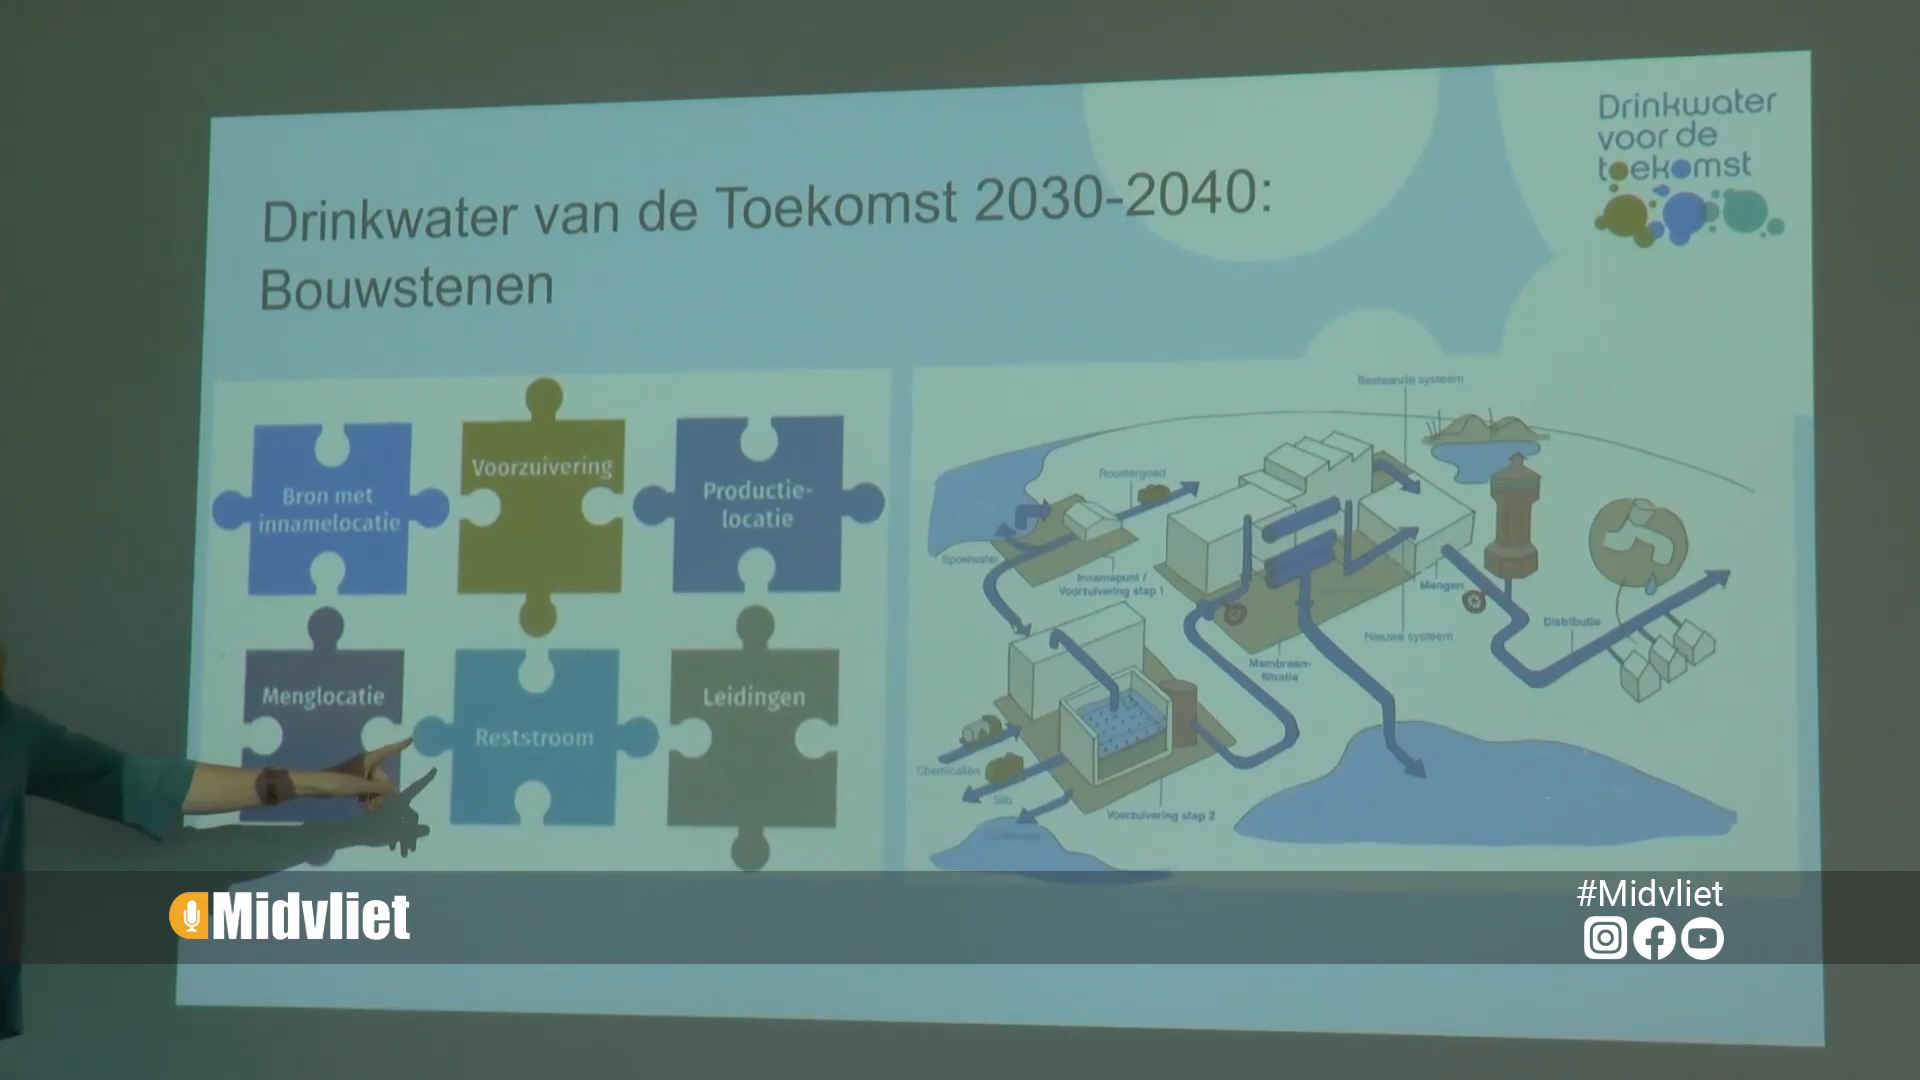 Drinkwater
voor de
toekomst
Drinkwater van de Toekomst 2030-2040:
Bouwstenen
Bron met
innamelocatie
Voorzuivering
Productie-
locatie
Menglocatie
Reststroom
Leidingen
Bestaande systeem
Roostergoed
Spoelwater
Innamepunt /
Voorzuivering stap 1
Mengen
Nieuwe systeem
Distributie
Membraan-
filtratie
Chemicaliën
Slib
Voorzuivering stap 2
Midvliet
#Midvliet